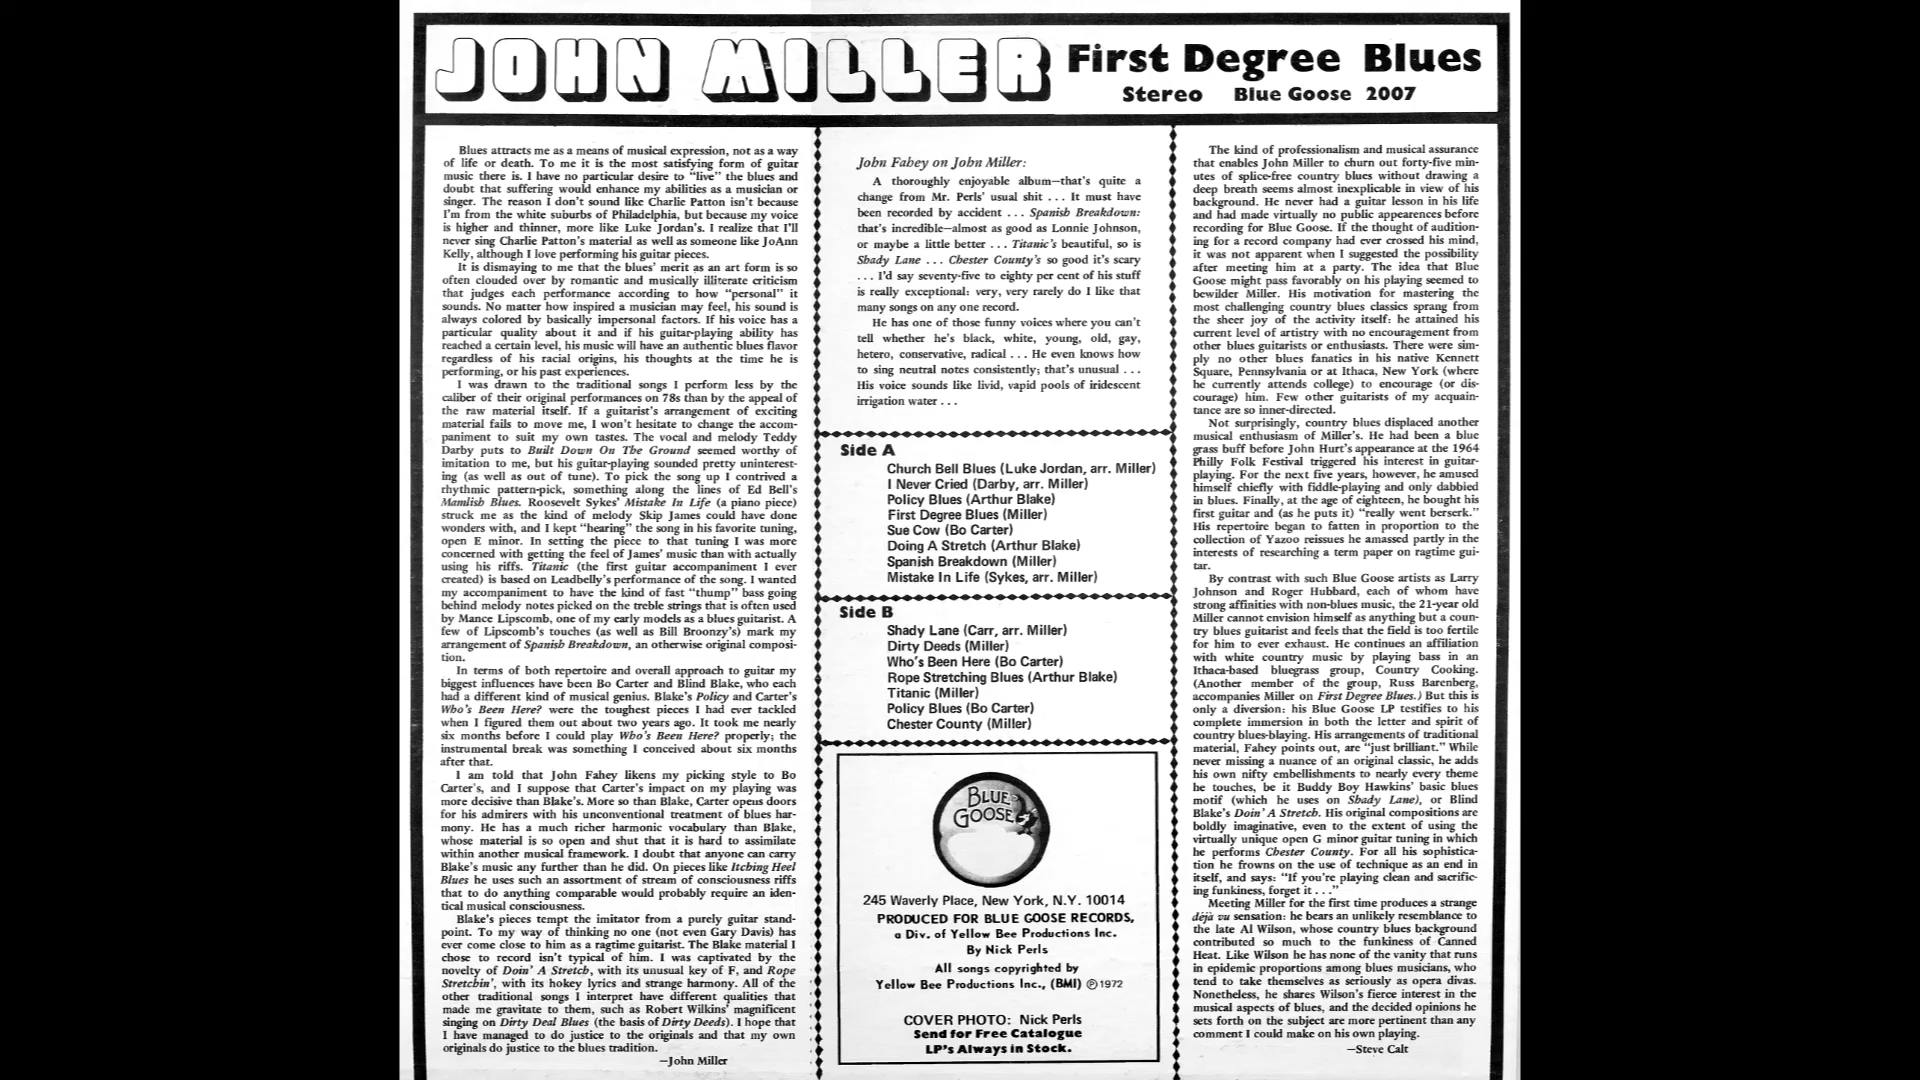 JOHN MILLER First Degree Blues
Stereo Blue Goose 2007
Blues attracts me as a means of musical expression, not as a way
of life or death. To me it is the most satisfying form of guitar
music there is. I have no particular desire to "live" the blues and
doubt that suffering would enhance my abilities as a musician or
singer. The reason I don't sound like Charlie Patton isn't because
I'm from the white suburbs of Philadelphia, but because my voice
is higher and thinner, more like Luke Jordan's. I realize that I'll
never sing Charlie Patton's material as well as someone like JoAnn
Kelly, although I love performing his guitar pieces.
It is dismaying to me that the blues' merit as an art form is so
often clouded over by romantic and musically illiterate criticism
that judges each performance according to how "personal" it
sounds. No matter how inspired a musician may feel, his sound is
always colored by basically impersonal factors. If his voice has a
particular quality about it and if his guitar-playing ability has
reached a certain level, his music will have an authentic blues flavor
regardless of his racial origins, his thoughts at the time he is
performing, or his past experiences.
I was drawn to the traditional songs I perform less by the
caliber of their original performances on 78s than by the appeal of
the raw material itself. If a guitarist's arrangement of exciting
material fails to move me, I won't hesitate to change the accom-
paniment to suit my own tastes. The vocal and melody Teddy
Darby puts to Built Down On The Ground seemed worthy of
imitation to me, but his guitar-playing sounded pretty uninterest-
ing (as well as out of tune). To pick the song up I contrived a
rhythmic pattern-pick, something along the lines of Ed Bell's
Mamlish Blues. Roosevelt Sykes' Mistake In Life (a piano piece)
struck me as the kind of melody Skip James could have done
wonders with, and I kept "hearing" the song in his favorite tuning,
open E minor. In setting the piece to that tuning I was more
concerned with getting the feel of James' music than with actually
using his riffs. Titanic (the first guitar accompaniment I ever
created) is based on Leadbelly's performance of the song. I wanted
my accompaniment to have the kind of fast "thump" bass going
behind melody notes picked on the treble strings that is often used
by Mance Lipscomb, one of my early models as a blues guitarist. A
few of Lipscomb's touches (as well as Bill Broonzy's) mark my
arrangement of Spanish Breakdown, an otherwise original composi-
tion.
In terms of both repertoire and overall approach to guitar my
biggest influences have been Bo Carter and Blind Blake, who each
had a different kind of musical genius. Blake's Policy and Carter's
Who's Been Here? were the toughest pieces I had ever tackled
when I figured them out about two years ago. It took me nearly
six months before I could play Who's Been Here? properly; the
instrumental break was something I conceived about six months
after that.
I am told that John Fahey likens my picking style to Bo
Carter's, and I suppose that Carter's impact on my playing was
more decisive than Blake's. More so than Blake, Carter opens doors
for his admirers with his unconventional treatment of blues har-
mony. He has a much richer harmonic vocabulary than Blake,
whose material is so open and shut that it is hard to assimilate
within another musical framework. I doubt that anyone can carry
Blake's music any further than he did. On pieces like Itching Heel
Blues he uses such an assortment of stream of consciousness riffs
that to do anything comparable would probably require an iden-
tical musical consciousness.
Blake's pieces tempt the imitator from a purely guitar stand-
point. To my way of thinking no one (not even Gary Davis) has
ever come close to him as a ragtime guitarist. The Blake material I
chose to record isn't typical of him. I was captivated by the
novelty of Doin' A Stretch, with its unusual key of F, and Rope
Stretchin', with its hokey lyrics and strange harmony. All of the
other traditional songs I interpret have different qualities that
made me gravitate to them, such as Robert Wilkins' magnificent
singing on Dirty Deal Blues (the basis of Dirty Deeds). I hope that
I have managed to do justice to the originals and that my own
originals do justice to the blues tradition.
—John Miller
John Fahey on John Miller:
A thoroughly enjoyable album—that's quite a
change from Mr. Perls' usual shit . . . It must have
been recorded by accident . . . Spanish Breakdown:
that's incredible—almost as good as Lonnie Johnson,
or maybe a little better . . . Titanic's beautiful, so is
Shady Lane . . . Chester County's so good it's scary
. . . I'd say seventy-five to eighty per cent of his stuff
is really exceptional: very, very rarely do I like that
many songs on any one record.
He has one of those funny voices where you can't
tell whether he's black, white, young, old, gay,
hetero, conservative, radical . . . He even knows how
to sing neutral notes consistently; that's unusual . . .
His voice sounds like livid, vapid pools of iridescent
irrigation water . . .
Side A
Church Bell Blues (Luke Jordan, arr. Miller)
I Never Cried (Darby, arr. Miller)
Policy Blues (Arthur Blake)
First Degree Blues (Miller)
Sue Cow (Bo Carter)
Doing A Stretch (Arthur Blake)
Spanish Breakdown (Miller)
Mistake In Life (Sykes, arr. Miller)
Side B
Shady Lane (Carr, arr. Miller)
Dirty Deeds (Miller)
Who's Been Here (Bo Carter)
Rope Stretching Blues (Arthur Blake)
Titanic (Miller)
Policy Blues (Bo Carter)
Chester County (Miller)
BLUE
GOOSE
245 Waverly Place, New York, N.Y. 10014
PRODUCED FOR BLUE GOOSE RECORDS,
a Div. of Yellow Bee Productions Inc.
By Nick Perls
All songs copyrighted by
Yellow Bee Productions Inc., (BMI) ℗1972
COVER PHOTO: Nick Perls
Send for Free Catalogue
LP's Always in Stock.
The kind of professionalism and musical assurance
that enables John Miller to churn out forty-five min-
utes of splice-free country blues without drawing a
deep breath seems almost inexplicable in view of his
background. He never had a guitar lesson in his life
and had made virtually no public appearences before
recording for Blue Goose. If the thought of audition-
ing for a record company had ever crossed his mind,
it was not apparent when I suggested the possibility
after meeting him at a party. The idea that Blue
Goose might pass favorably on his playing seemed to
bewilder Miller. His motivation for mastering the
most challenging country blues classics sprang from
the sheer joy of the activity itself: he attained his
current level of artistry with no encouragement from
other blues guitarists or enthusiasts. There were sim-
ply no other blues fanatics in his native Kennett
Square, Pennsylvania or at Ithaca, New York (where
he currently attends college) to encourage (or dis-
courage) him. Few other guitarists of my acquain-
tance are so inner-directed.
Not surprisingly, country blues displaced another
musical enthusiasm of Miller's. He had been a blue
grass buff before John Hurt's appearance at the 1964
Philly Folk Festival triggered his interest in guitar-
playing. For the next five years, however, he amused
himself chiefly with fiddle-playing and only dabbled
in blues. Finally, at the age of eighteen, he bought his
first guitar and (as he puts it) "really went berserk."
His repertoire began to fatten in proportion to the
collection of Yazoo reissues he amassed partly in the
interests of researching a term paper on ragtime gui-
tar.
By contrast with such Blue Goose artists as Larry
Johnson and Roger Hubbard, each of whom have
strong affinities with non-blues music, the 21-year old
Miller cannot envision himself as anything but a coun-
try blues guitarist and feels that the field is too fertile
for him to ever exhaust. He continues an affiliation
with white country music by playing bass in an
Ithaca-based bluegrass group, Country Cooking.
(Another member of the group, Russ Barenberg,
accompanies Miller on First Degree Blues.) But this is
only a diversion: his Blue Goose LP testifies to his
complete immersion in both the letter and spirit of
country blues-blaying. His arrangements of traditional
material, Fahey points out, are "just brilliant." While
never missing a nuance of an original classic, he adds
his own nifty embellishments to nearly every theme
he touches, be it Buddy Boy Hawkins' basic blues
motif (which he uses on Shady Lane), or Blind
Blake's Doin' A Stretch. His original compositions are
boldly imaginative, even to the extent of using the
virtually unique open G minor guitar tuning in which
he performs Chester County. For all his sophistica-
tion he frowns on the use of technique as an end in
itself, and says: "If you're playing clean and sacrific-
ing funkiness, forget it . . ."
Meeting Miller for the first time produces a strange
déjà vu sensation: he bears an unlikely resemblance to
the late Al Wilson, whose country blues background
contributed so much to the funkiness of Canned
Heat. Like Wilson he has none of the vanity that runs
in epidemic proportions among blues musicians, who
tend to take themselves as seriously as opera divas.
Nonetheless, he shares Wilson's fierce interest in the
musical aspects of blues, and the decided opinions he
sets forth on the subject are more pertinent than any
comment I could make on his own playing.
—Steve Calt